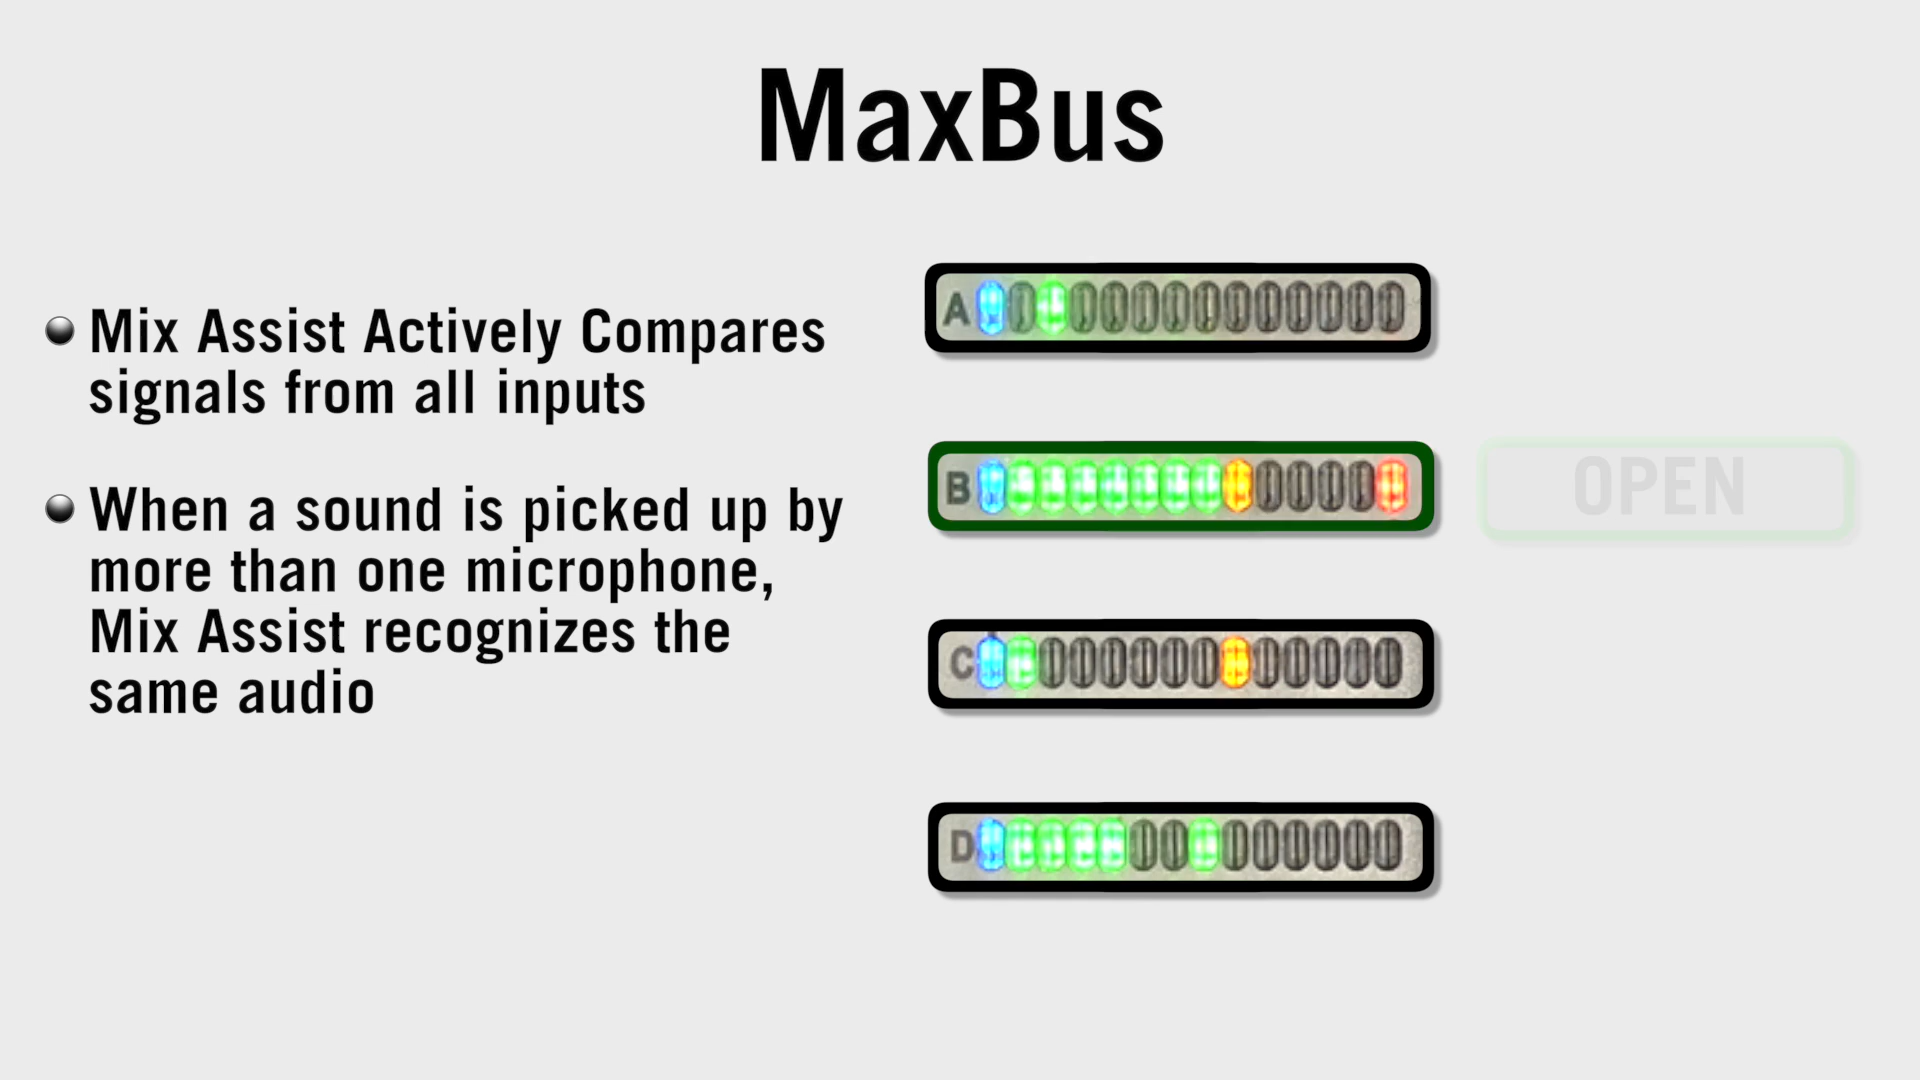 MaxBus
Mix Assist Actively Compares
signals from all inputs
When a sound is picked up by
more than one microphone,
Mix Assist recognizes the
same audio
A
B
OPEN
C
D